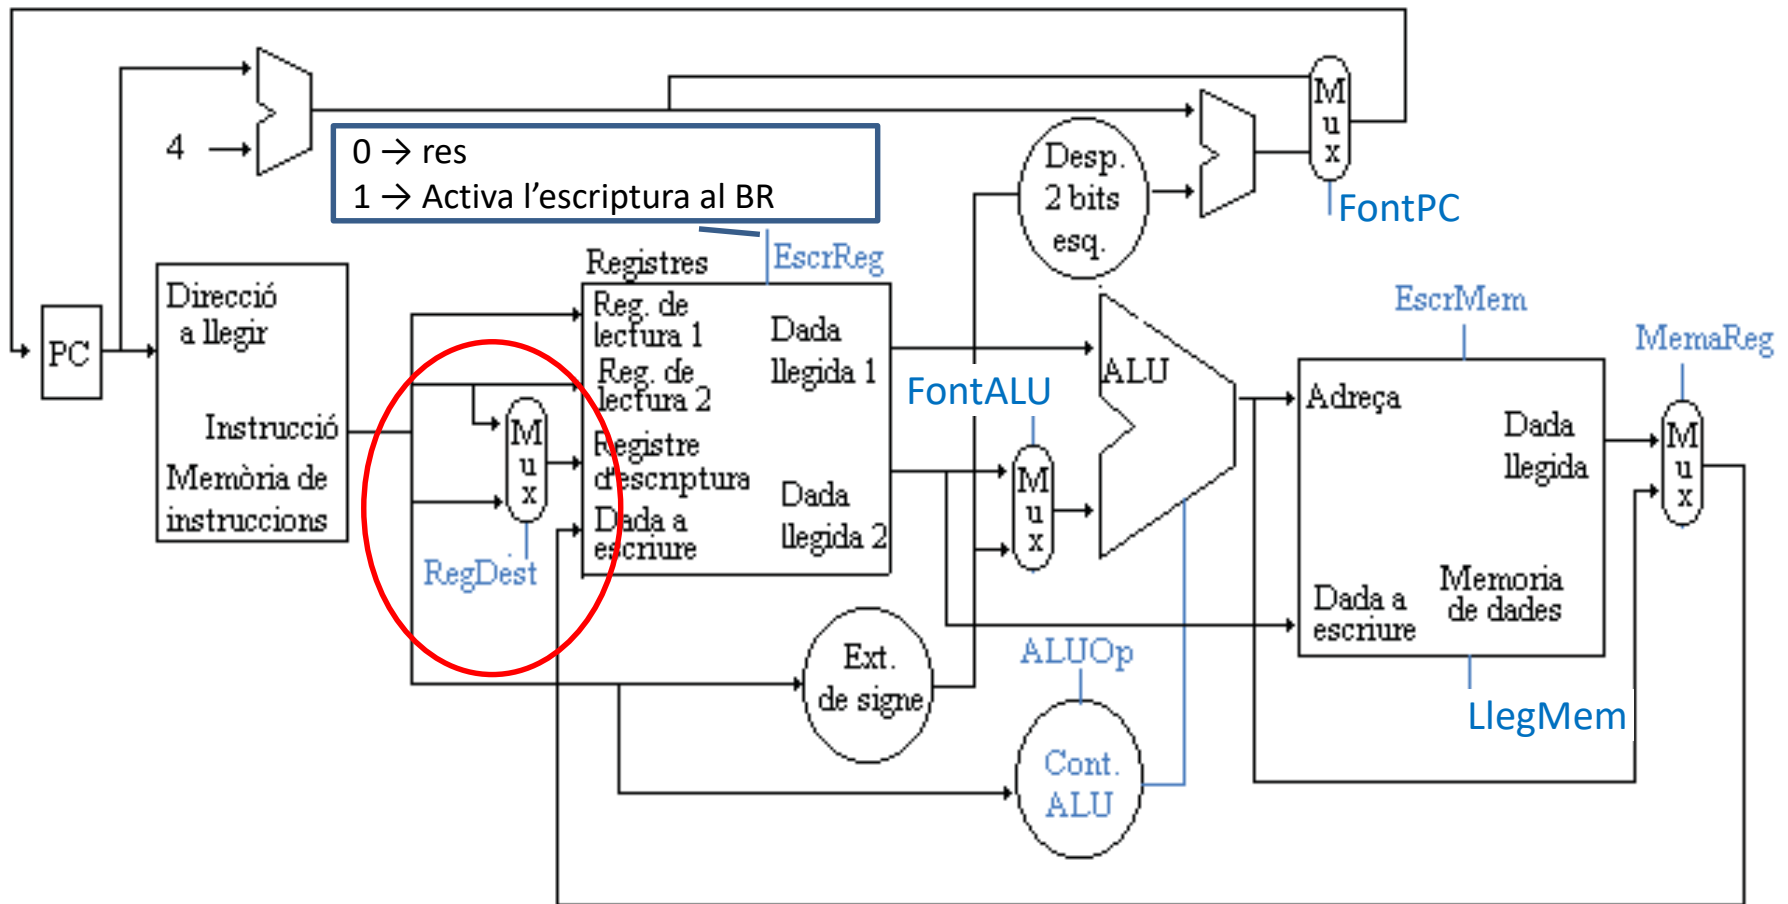 M
u
x
4
0 → res
1 → Activa l’escriptura al BR
Desp.
2 bits
esq.
FontPC
Registres
EscrReg
Direcció
a llegir
PC
Instrucció
Memòria de
instruccions
Reg. de
lectura 1
Reg. de
lectura 2
Registre
d'escriptura
Dada a
escriure
Dada
llegida 1
Dada
llegida 2
M
u
x
RegDest
FontALU
M
u
x
ALU
EscrMem
MemaReg
Adreça
Dada
llegida
Dada a
escriure
Memoria
de dades
M
u
x
LlegMem
Ext.
de signe
ALUOp
Cont.
ALU